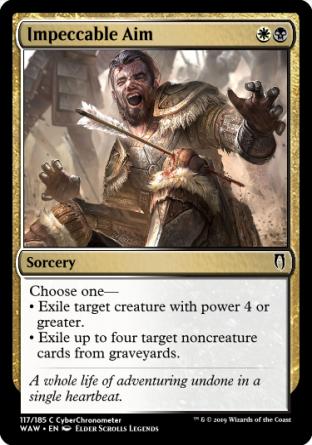 Impeccable Aim
Sorcery
Choose one—
• Exile target creature with power 4 or
greater.
• Exile up to four target noncreature
cards from graveyards.
A whole life of adventuring undone in a
single heartbeat.
117/185 C CyberChronometer
WAW • EN Elder Scrolls Legends
™ & © 2019 Wizards of the Coast